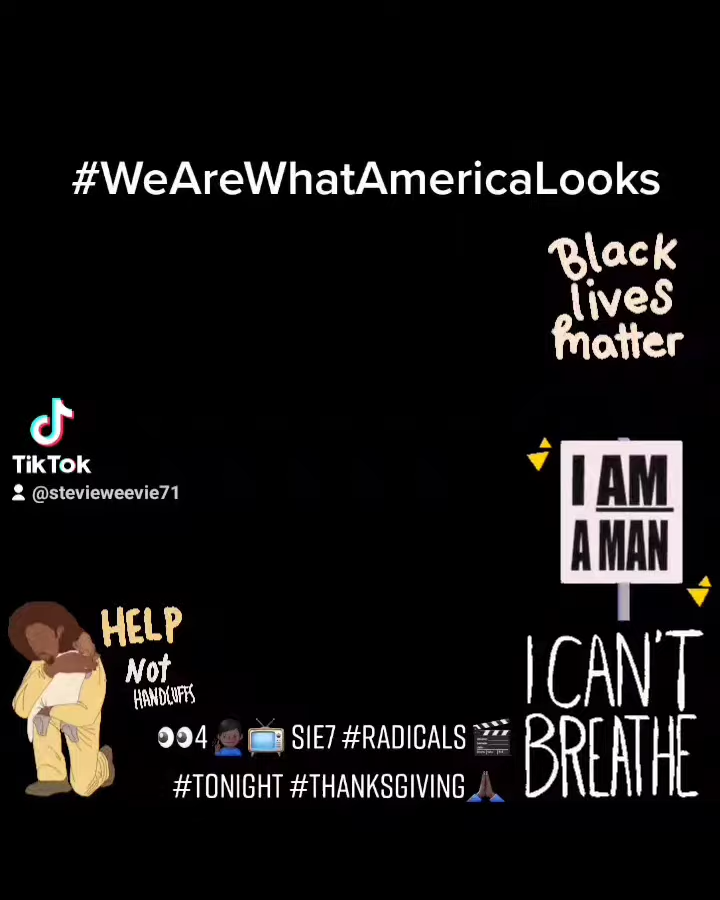 #WeAreWhatAmericaLooks
Black
lives
matter
TikTok
@stevieweevie71
I AM
A MAN
HELP
Not
HANDCUFFS
I CAN'T
BREATHE
👀4🙋🏿‍♂️📺 S1E7 #RADICALS🎬
#TONIGHT #THANKSGIVING🙏🏿